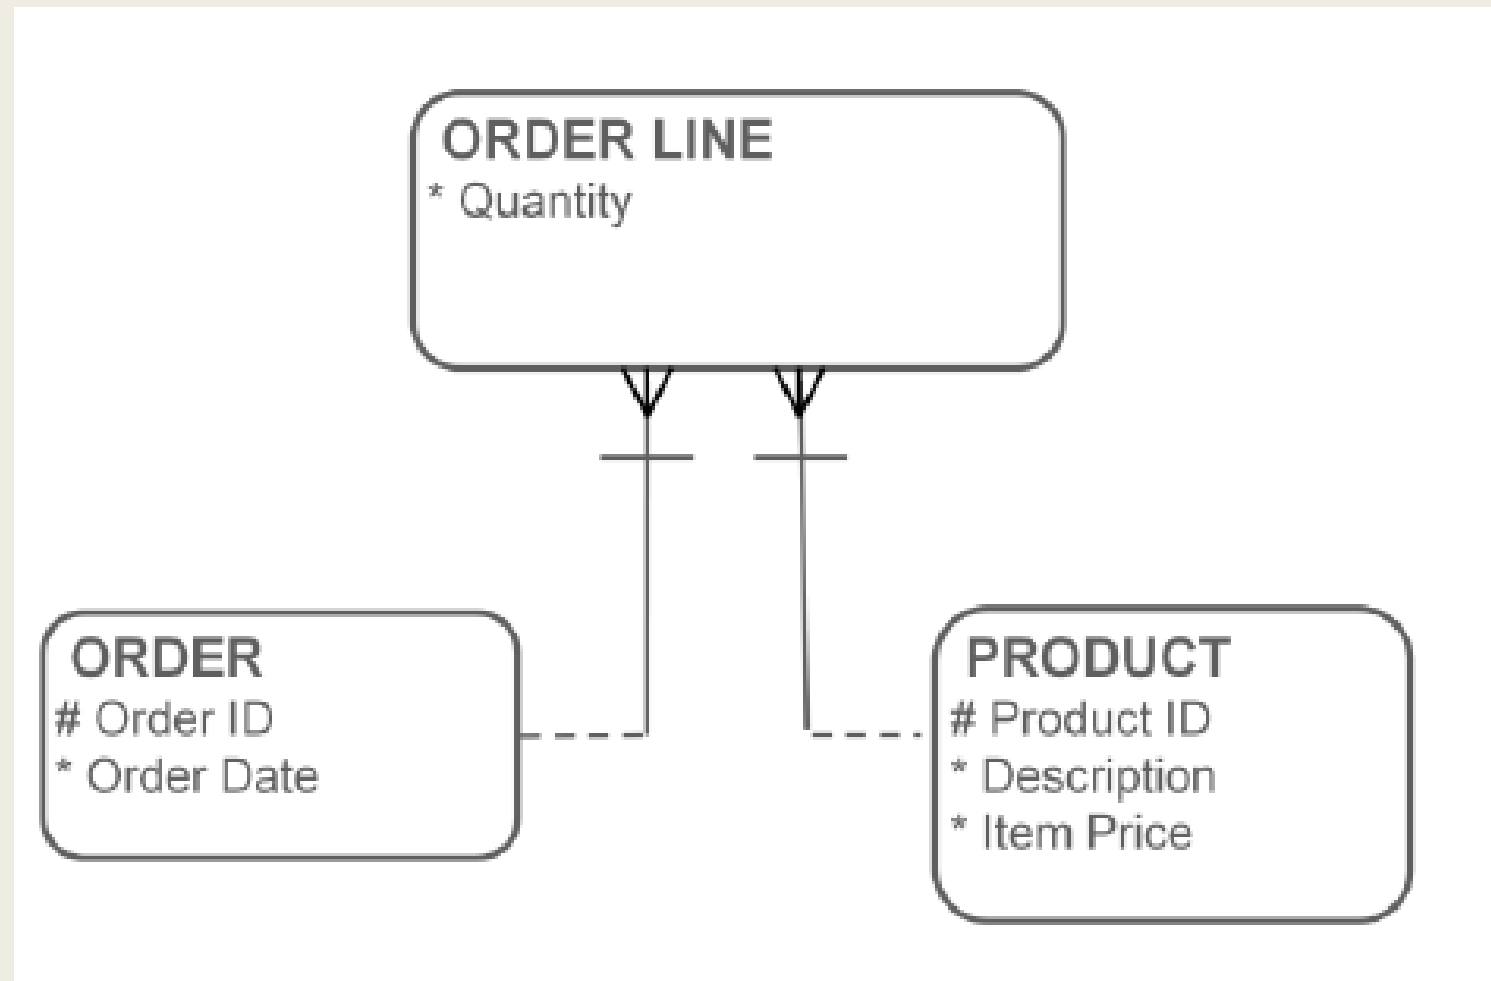 ORDER LINE
* Quantity
ORDER
# Order ID
* Order Date
PRODUCT
# Product ID
* Description
* Item Price